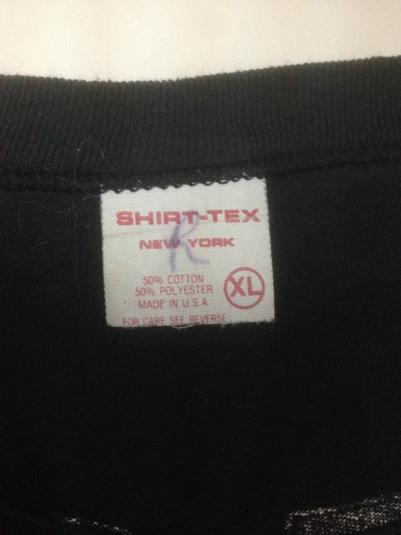 SHIRT-TEX
NEW YORK
R
50% COTTON
50% POLYESTER
MADE IN U.S.A
XL
FOR CARE SEE REVERSE